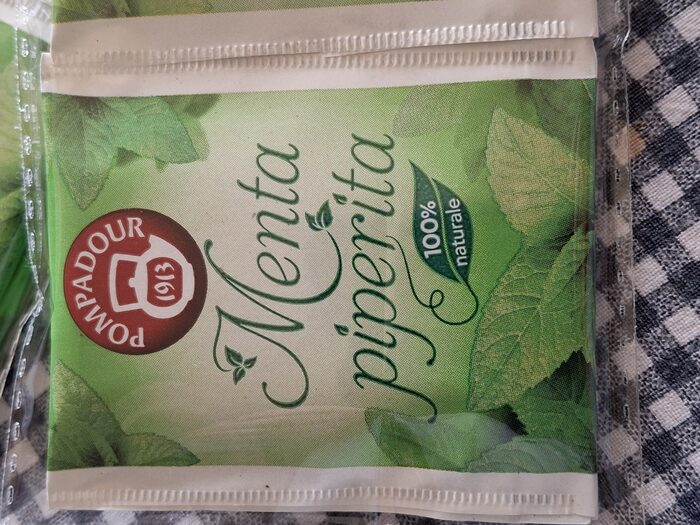 POMPADOUR
1913
Menta
piperita
100%
naturale